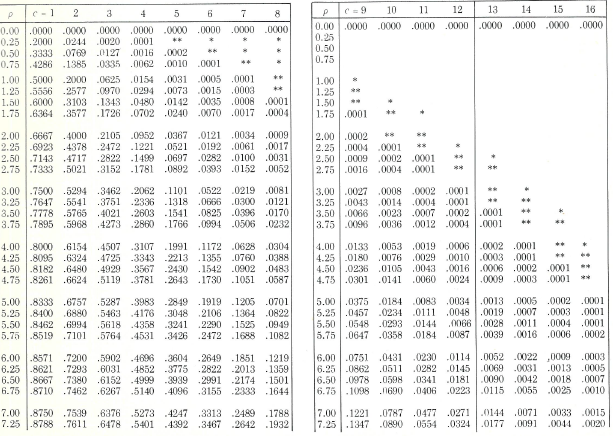 ρ c = 1 2 3 4 5 6 7 8
0.00 .0000 .0000 .0000 .0000 .0000 .0000 .0000 .0000
0.25 .2000 .0244 .0020 .0001 ** * * *
0.50 .3333 .0769 .0127 .0016 .0002 ** * *
0.75 .4286 .1385 .0335 .0062 .0010 .0001 ** *
1.00 .5000 .2000 .0625 .0154 .0031 .0005 .0001 **
1.25 .5556 .2577 .0970 .0294 .0073 .0015 .0003 **
1.50 .6000 .3103 .1343 .0480 .0142 .0035 .0008 .0001
1.75 .6364 .3577 .1726 .0702 .0240 .0070 .0017 .0004
2.00 .6667 .4000 .2105 .0952 .0367 .0121 .0034 .0009
2.25 .6923 .4378 .2472 .1221 .0521 .0192 .0061 .0017
2.50 .7143 .4717 .2822 .1499 .0697 .0282 .0100 .0031
2.75 .7333 .5021 .3152 .1781 .0892 .0393 .0152 .0052
3.00 .7500 .5294 .3462 .2062 .1101 .0522 .0219 .0081
3.25 .7647 .5541 .3751 .2336 .1318 .0666 .0300 .0121
3.50 .7778 .5765 .4021 .2603 .1541 .0825 .0396 .0170
3.75 .7895 .5968 .4273 .2860 .1766 .0994 .0506 .0232
4.00 .8000 .6154 .4507 .3107 .1991 .1172 .0628 .0304
4.25 .8095 .6324 .4725 .3343 .2213 .1355 .0760 .0388
4.50 .8182 .6480 .4929 .3567 .2430 .1542 .0902 .0483
4.75 .8261 .6624 .5119 .3781 .2643 .1730 .1051 .0587
5.00 .8333 .6757 .5287 .3983 .2849 .1919 .1205 .0701
5.25 .8400 .6880 .5463 .4176 .3048 .2106 .1364 .0822
5.50 .8462 .6994 .5618 .4358 .3241 .2290 .1525 .0949
5.75 .8519 .7101 .5764 .4531 .3426 .2472 .1688 .1082
6.00 .8571 .7200 .5902 .4696 .3604 .2649 .1851 .1219
6.25 .8621 .7293 .6031 .4852 .3775 .2822 .2013 .1359
6.50 .8667 .7380 .6152 .4999 .3939 .2991 .2174 .1501
6.75 .8710 .7462 .6267 .5140 .4096 .3155 .2333 .1644
7.00 .8750 .7539 .6376 .5273 .4247 .3313 .2489 .1788
7.25 .8788 .7611 .6478 .5401 .4392 .3467 .2642 .1932
ρ c = 9 10 11 12 13 14 15 16
0.00 .0000 .0000 .0000 .0000 .0000 .0000 .0000 .0000
0.25
0.50
0.75
1.00 *
1.25 **
1.50 ** *
1.75 .0001 ** *
2.00 .0002 ** **
2.25 .0004 .0001 ** *
2.50 .0009 .0002 .0001 ** *
2.75 .0016 .0004 .0001 ** **
3.00 .0027 .0008 .0002 .0001 ** *
3.25 .0043 .0014 .0004 .0001 ** **
3.50 .0066 .0023 .0007 .0002 .0001 ** *
3.75 .0096 .0036 .0012 .0004 .0001 ** **
4.00 .0133 .0053 .0019 .0006 .0002 .0001 ** *
4.25 .0180 .0076 .0029 .0010 .0003 .0001 ** **
4.50 .0236 .0105 .0043 .0016 .0006 .0002 .0001 **
4.75 .0301 .0141 .0060 .0024 .0009 .0003 .0001 **
5.00 .0375 .0184 .0083 .0034 .0013 .0005 .0002 .0001
5.25 .0457 .0234 .0111 .0048 .0019 .0007 .0003 .0001
5.50 .0548 .0293 .0144 .0066 .0028 .0011 .0004 .0001
5.75 .0647 .0358 .0184 .0087 .0039 .0016 .0006 .0002
6.00 .0751 .0431 .0230 .0114 .0052 .0022 .0009 .0003
6.25 .0862 .0511 .0282 .0145 .0069 .0031 .0013 .0005
6.50 .0978 .0598 .0341 .0181 .0090 .0042 .0018 .0007
6.75 .1098 .0690 .0406 .0223 .0115 .0055 .0025 .0010
7.00 .1221 .0787 .0477 .0271 .0144 .0071 .0033 .0015
7.25 .1347 .0890 .0554 .0324 .0177 .0091 .0044 .0020